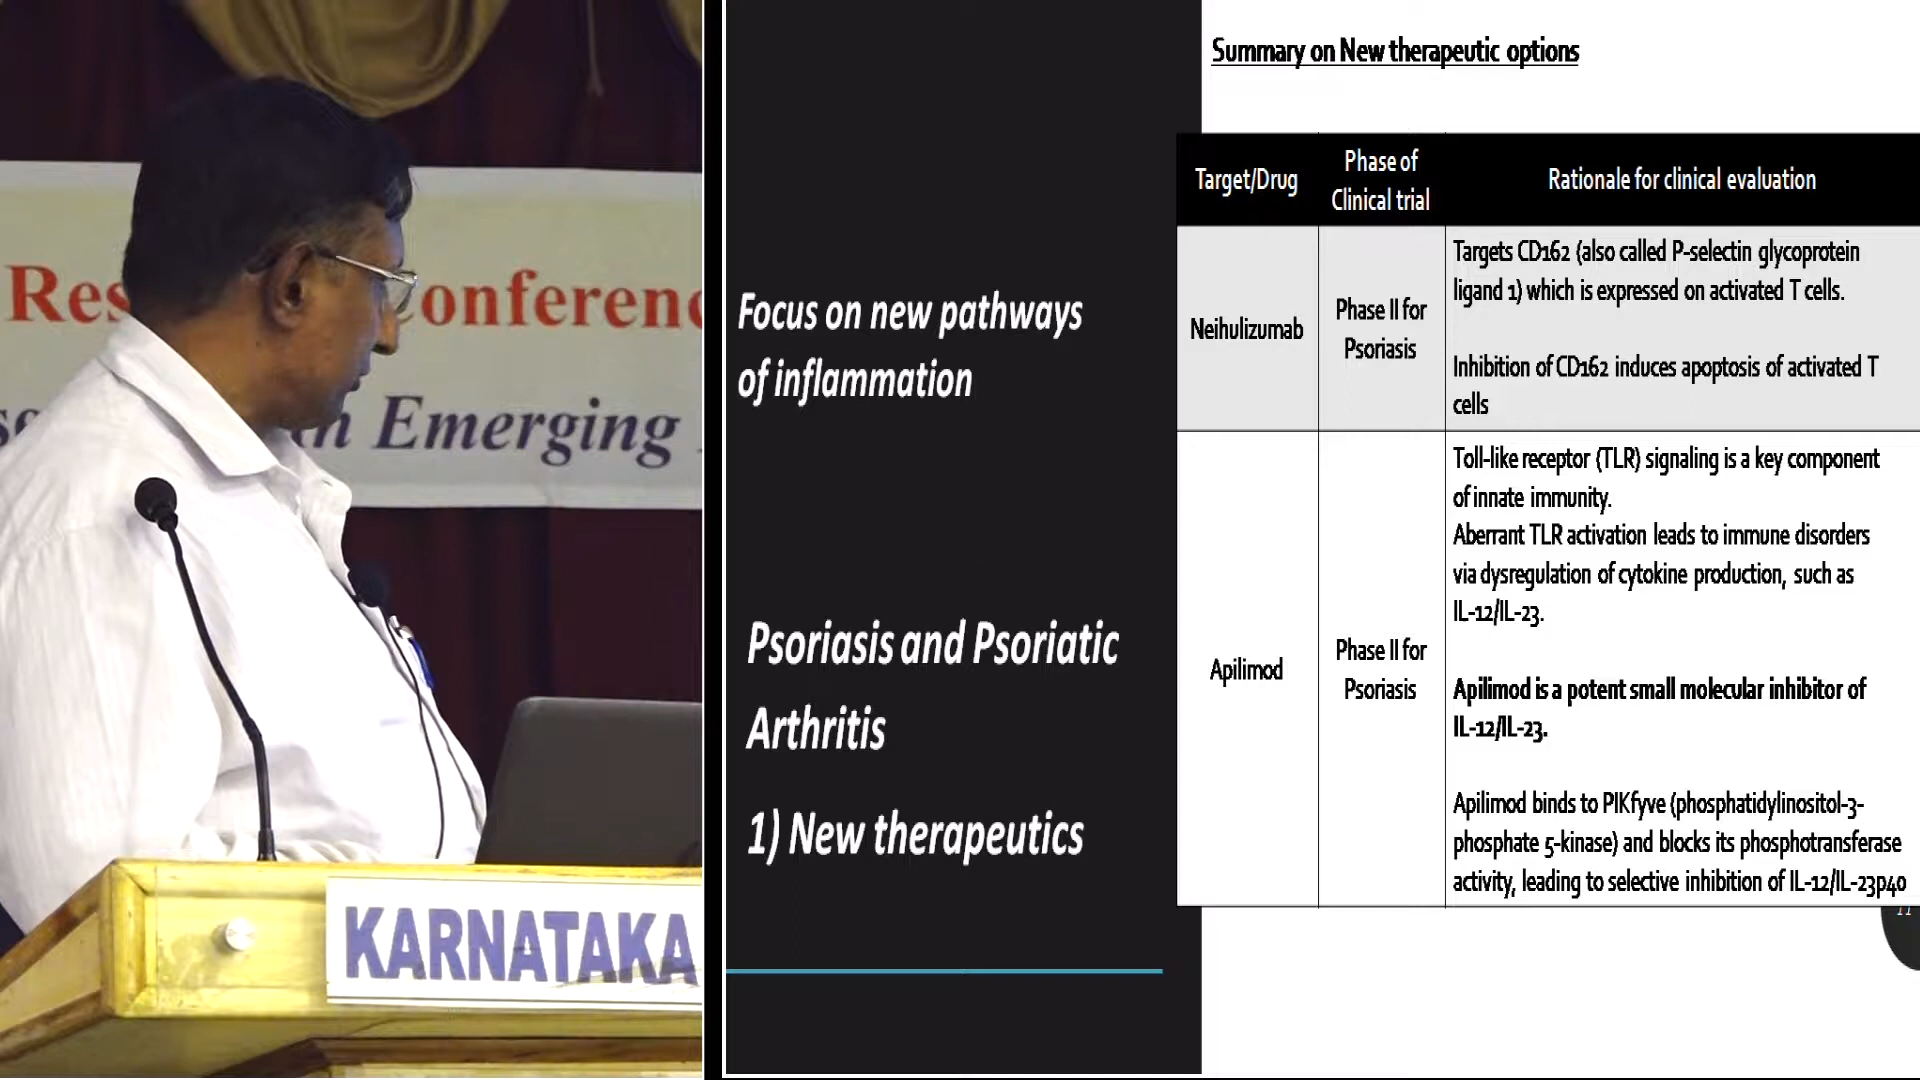 Res
onferenc
n Emerging
KARNATAKA
Focus on new pathways
of inflammation
Psoriasis and Psoriatic
Arthritis
1) New therapeutics
Summary on New therapeutic options
Target/Drug
Phase of
Clinical trial
Rationale for clinical evaluation
Neihulizumab
Phase II for
Psoriasis
Targets CD162 (also called P-selectin glycoprotein
ligand 1) which is expressed on activated T cells.
Inhibition of CD162 induces apoptosis of activated T
cells
Apilimod
Phase II for
Psoriasis
Toll-like receptor (TLR) signaling is a key component
of innate immunity.
Aberrant TLR activation leads to immune disorders
via dysregulation of cytokine production, such as
IL-12/IL-23.
Apilimod is a potent small molecular inhibitor of
IL-12/IL-23.
Apilimod binds to PIKfyve (phosphatidylinositol-3-
phosphate 5-kinase) and blocks its phosphotransferase
activity, leading to selective inhibition of IL-12/IL-23p40
11